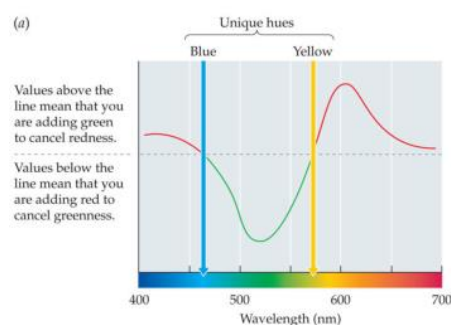 (a)
Unique hues
Blue
Yellow
Values above the
line mean that you
are adding green
to cancel redness.
Values below the
line mean that you
are adding red to
cancel greenness.
400
500
600
700
Wavelength (nm)